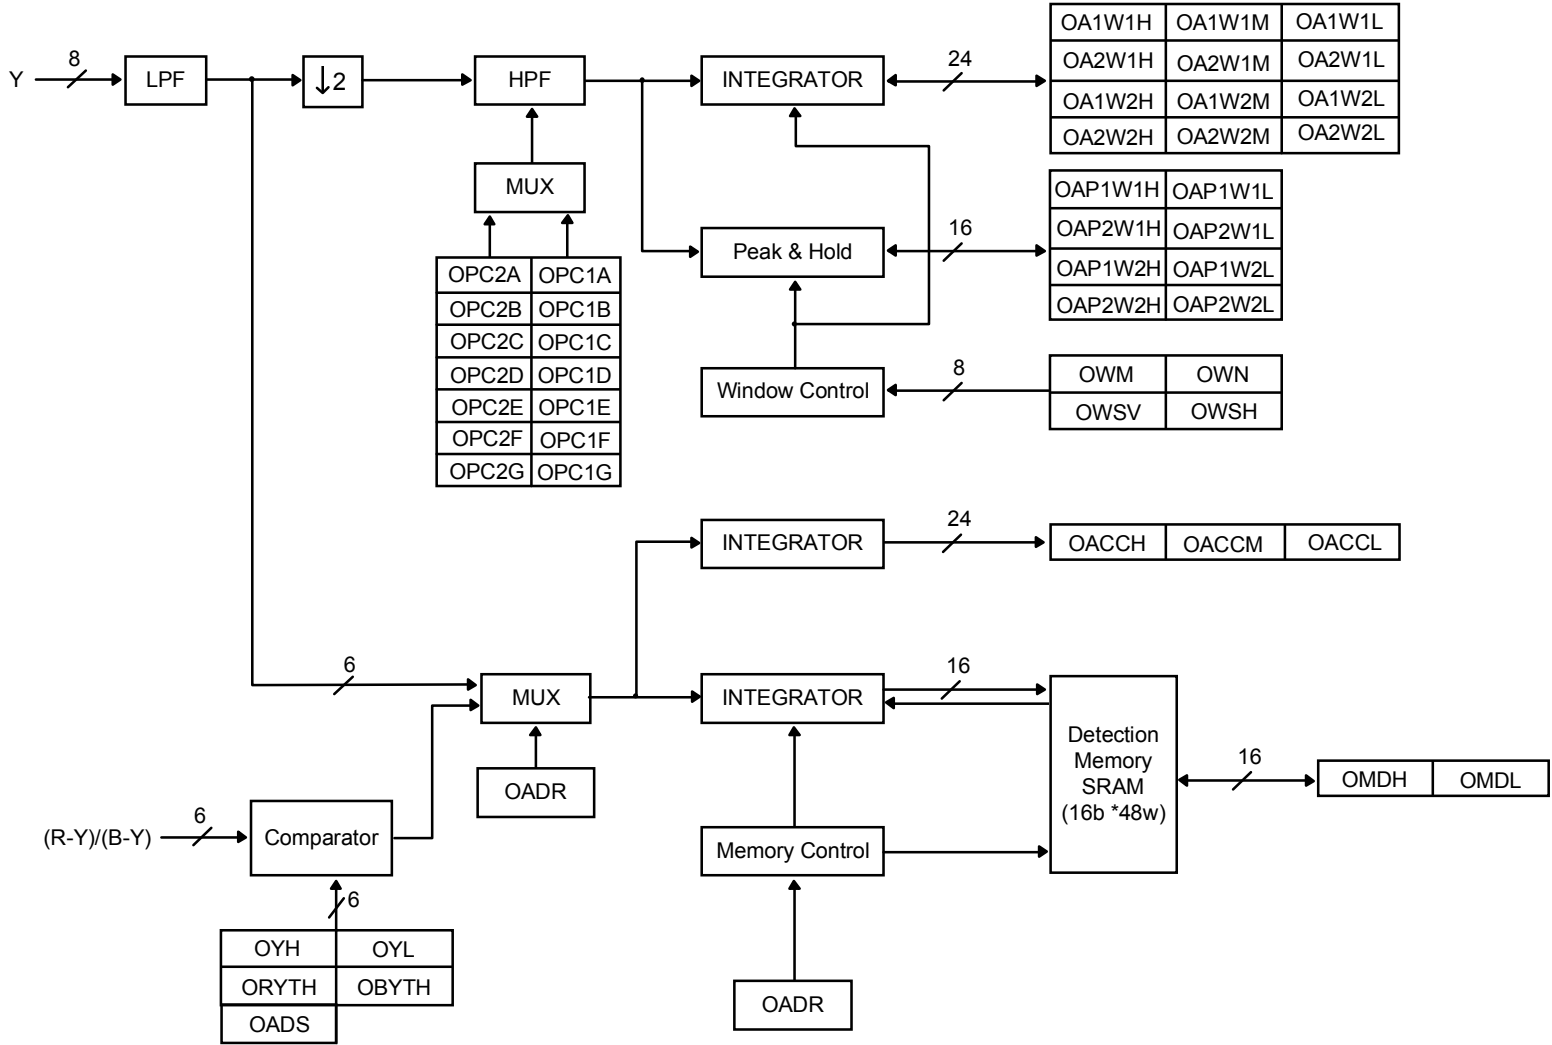 OA1W1H OA1W1M OA1W1L
OA2W1H OA2W1M OA2W1L
OA1W2H OA1W2M OA1W2L
OA2W2H OA2W2M OA2W2L
Y
8
LPF
↓2
HPF
INTEGRATOR
24
MUX
OPC2A OPC1A
OPC2B OPC1B
OPC2C OPC1C
OPC2D OPC1D
OPC2E OPC1E
OPC2F OPC1F
OPC2G OPC1G
Peak & Hold
16
OAP1W1H OAP1W1L
OAP2W1H OAP2W1L
OAP1W2H OAP1W2L
OAP2W2H OAP2W2L
Window Control
8
OWM OWN
OWSV OWSH
INTEGRATOR
24
OACCH OACCM OACCL
6
MUX
INTEGRATOR
16
OADR
Detection
Memory
SRAM
(16b *48w)
16
OMDH OMDL
(R-Y)/(B-Y)
6
Comparator
Memory Control
6
OYH OYL
ORYTH OBYTH
OADS
OADR